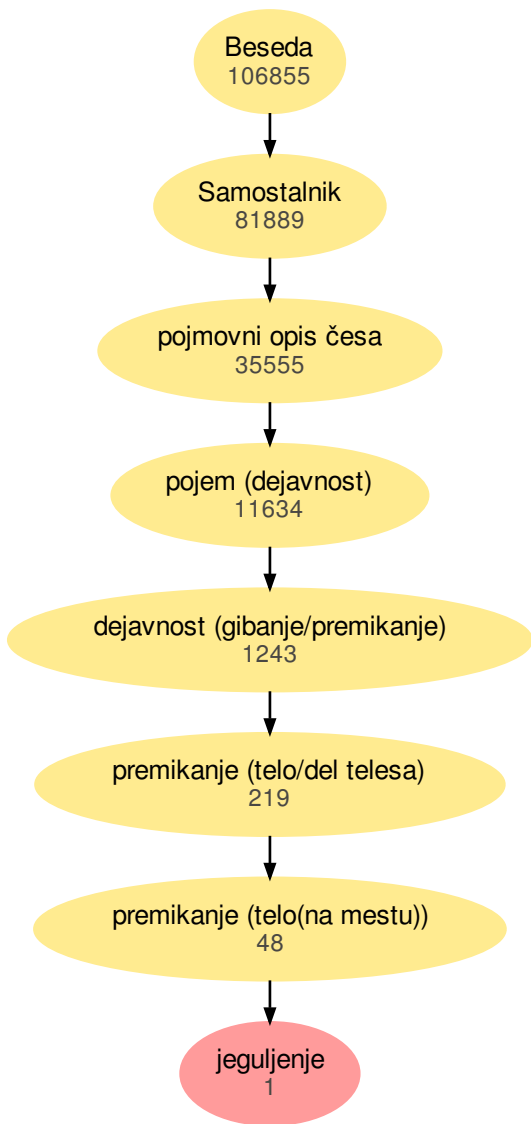 Beseda
106855
Samostalnik
81889
pojmovni opis česa
35555
pojem (dejavnost)
11634
dejavnost (gibanje/premikanje)
1243
premikanje (telo/del telesa)
219
premikanje (telo(na mestu))
48
jeguljenje
1